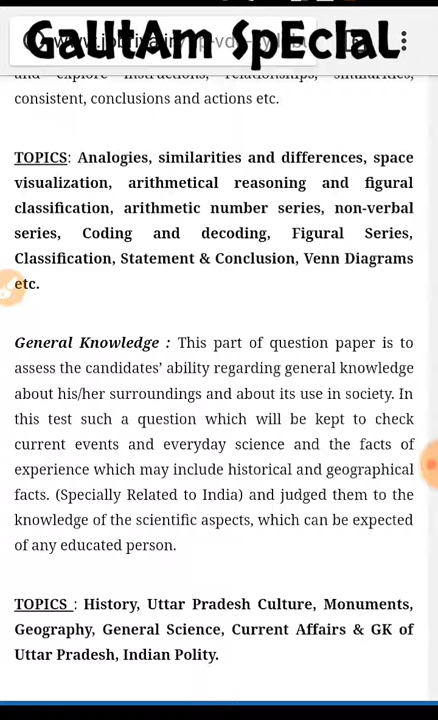 GaUtAm SpEcIaL
and explore instructions, relationships, similarities,
consistent, conclusions and actions etc.
TOPICS: Analogies, similarities and differences, space
visualization, arithmetical reasoning and figural
classification, arithmetic number series, non-verbal
series, Coding and decoding, Figural Series,
Classification, Statement & Conclusion, Venn Diagrams
etc.
General Knowledge : This part of question paper is to
assess the candidates’ ability regarding general knowledge
about his/her surroundings and about its use in society. In
this test such a question which will be kept to check
current events and everyday science and the facts of
experience which may include historical and geographical
facts. (Specially Related to India) and judged them to the
knowledge of the scientific aspects, which can be expected
of any educated person.
TOPICS : History, Uttar Pradesh Culture, Monuments,
Geography, General Science, Current Affairs & GK of
Uttar Pradesh, Indian Polity.